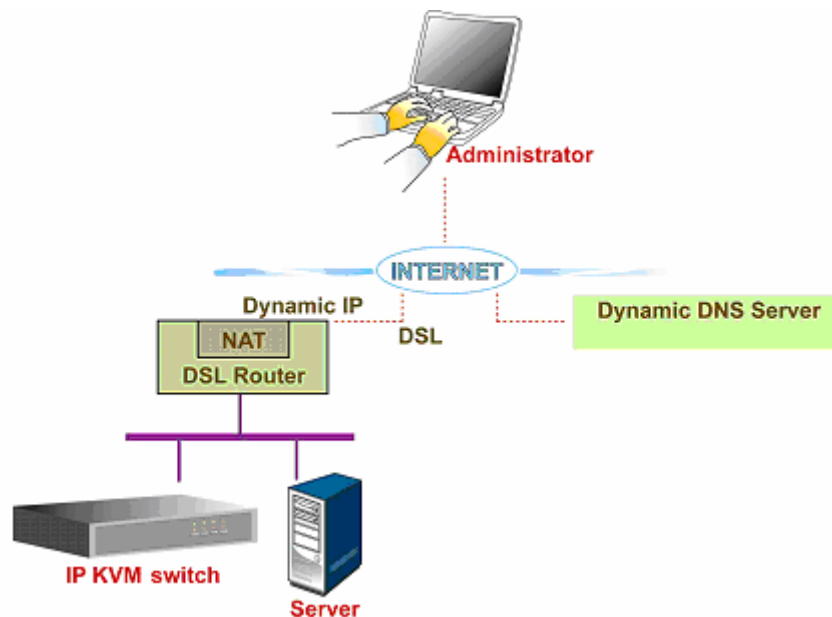 Administrator
INTERNET
Dynamic IP
Dynamic DNS Server
NAT
DSL
DSL Router
IP KVM switch
Server